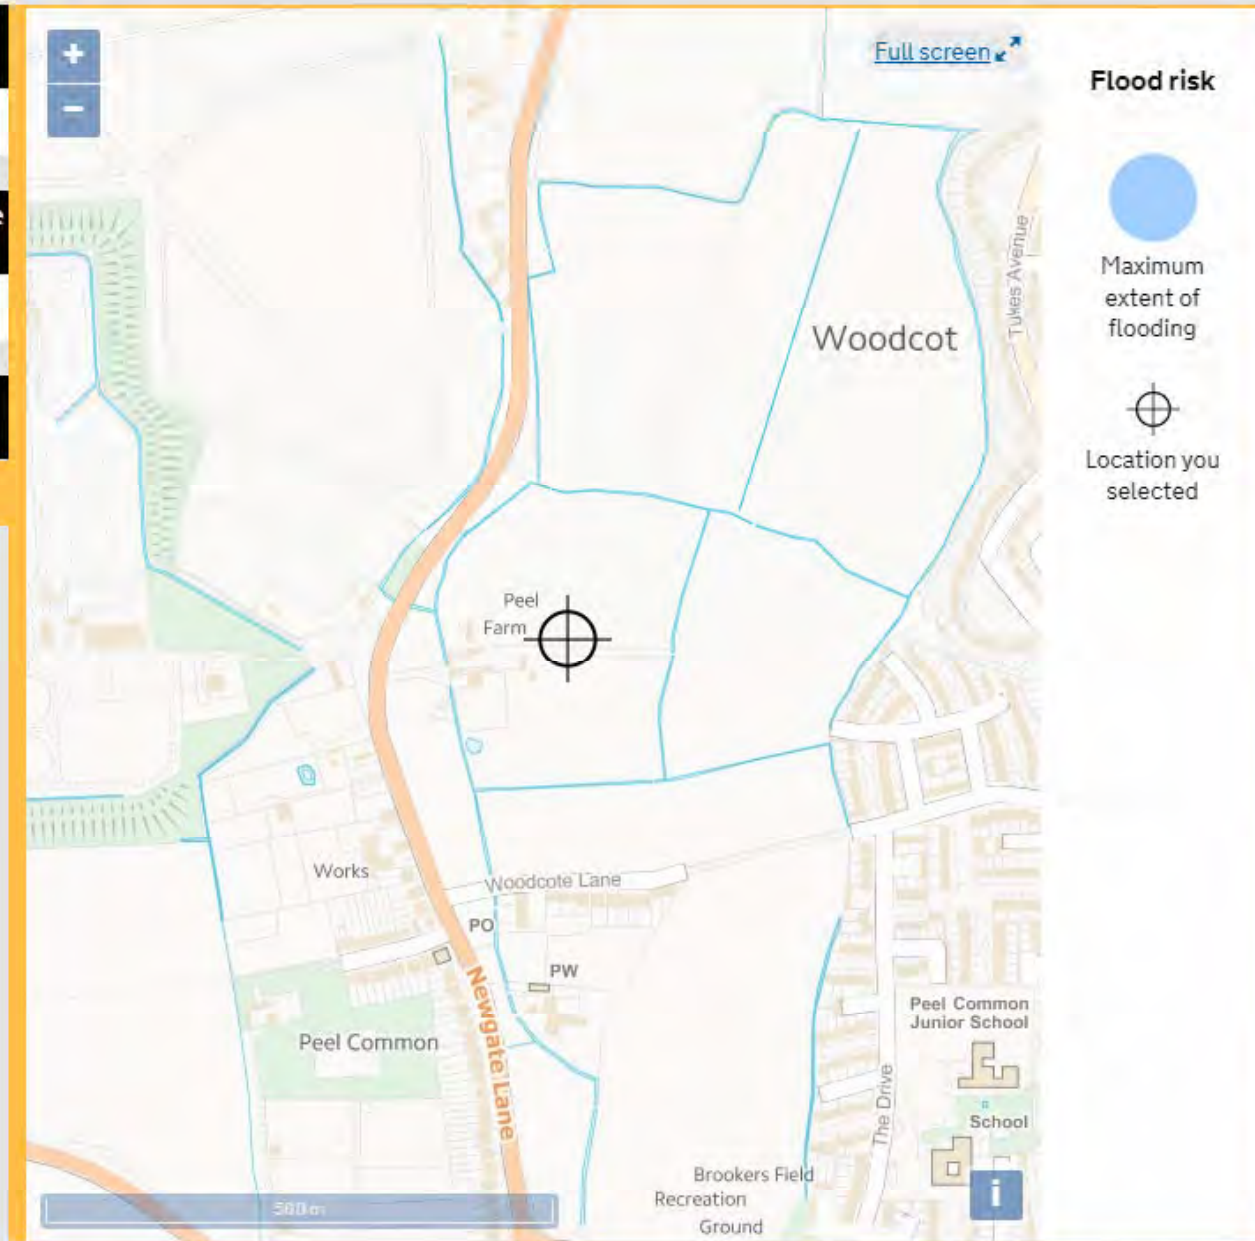 +
−
Full screen
Flood risk
Maximum
extent of
flooding
Location you
selected
Tukes Avenue
Woodcot
Peel
Farm
Works
Woodcote Lane
PO
PW
Newgate Lane
Peel Common
Peel Common
Junior School
The Drive
School
Brookers Field
Recreation
Ground
i